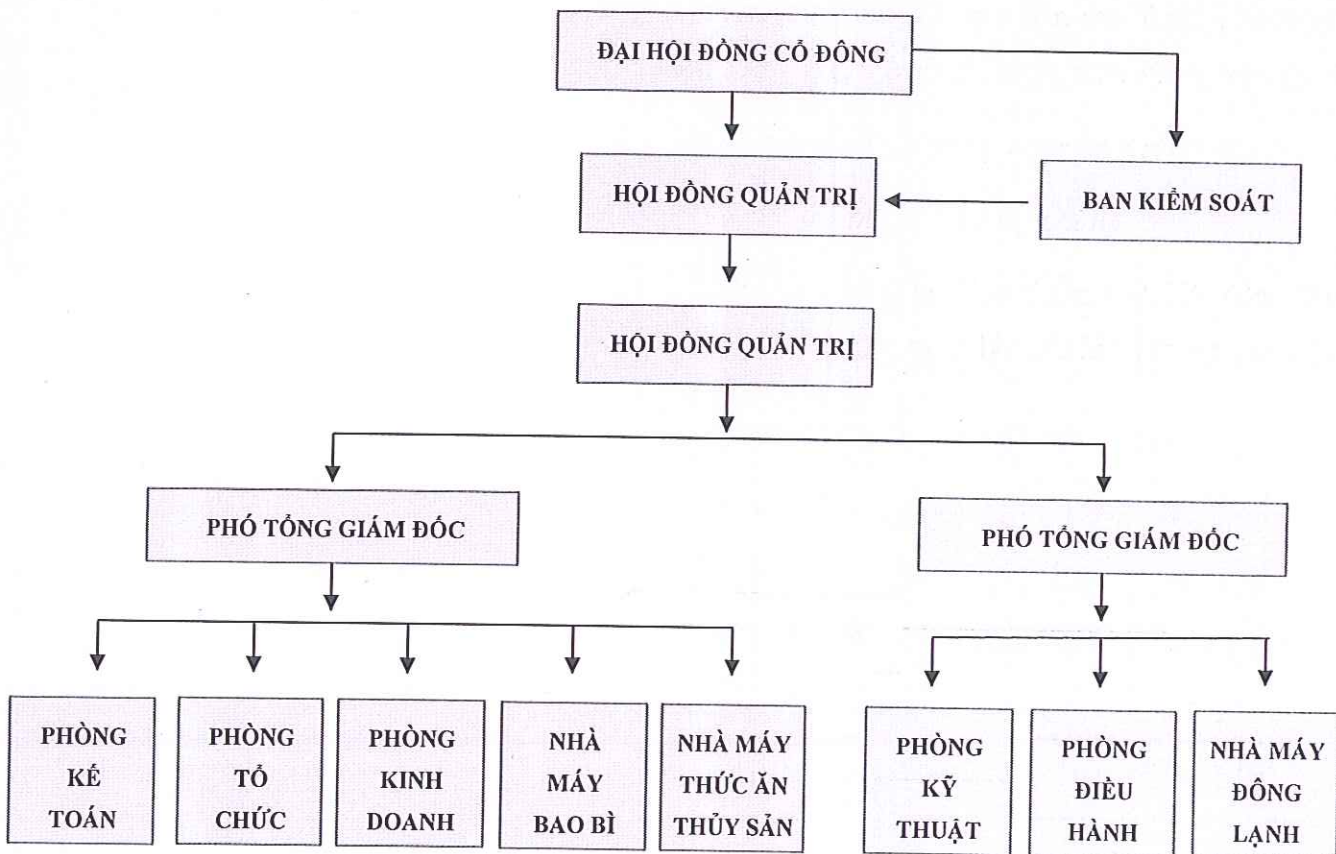 ĐẠI HỘI ĐỒNG CỔ ĐÔNG
HỘI ĐỒNG QUẢN TRỊ
BAN KIỂM SOÁT
HỘI ĐỒNG QUẢN TRỊ
PHÓ TỔNG GIÁM ĐỐC
PHÓ TỔNG GIÁM ĐỐC
PHÒNG
KẾ
TOÁN
PHÒNG
TỔ
CHỨC
PHÒNG
KINH
DOANH
NHÀ
MÁY
BAO BÌ
NHÀ MÁY
THỨC ĂN
THỦY SẢN
PHÒNG
KỸ
THUẬT
PHÒNG
ĐIỀU
HÀNH
NHÀ MÁY
ĐÔNG
LẠNH